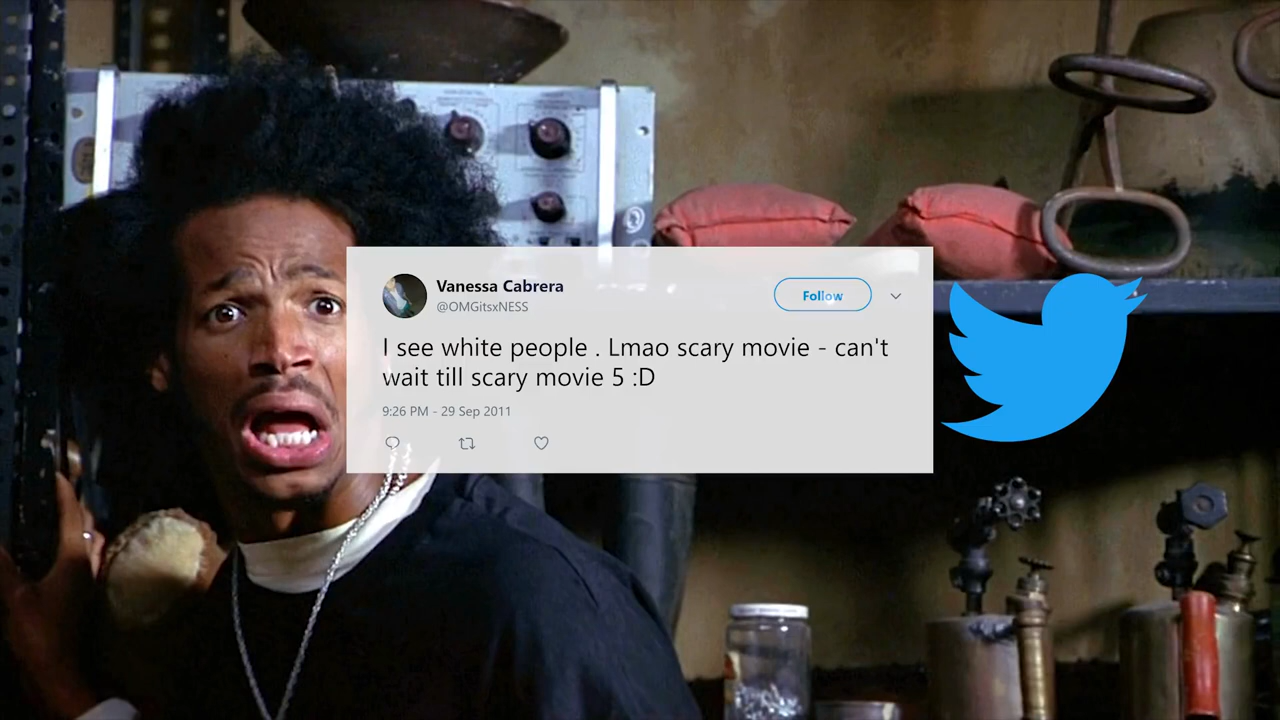 Vanessa Cabrera
Follow
@OMGitsxNESS
I see white people . Lmao scary movie - can't
wait till scary movie 5 :D
9:26 PM - 29 Sep 2011